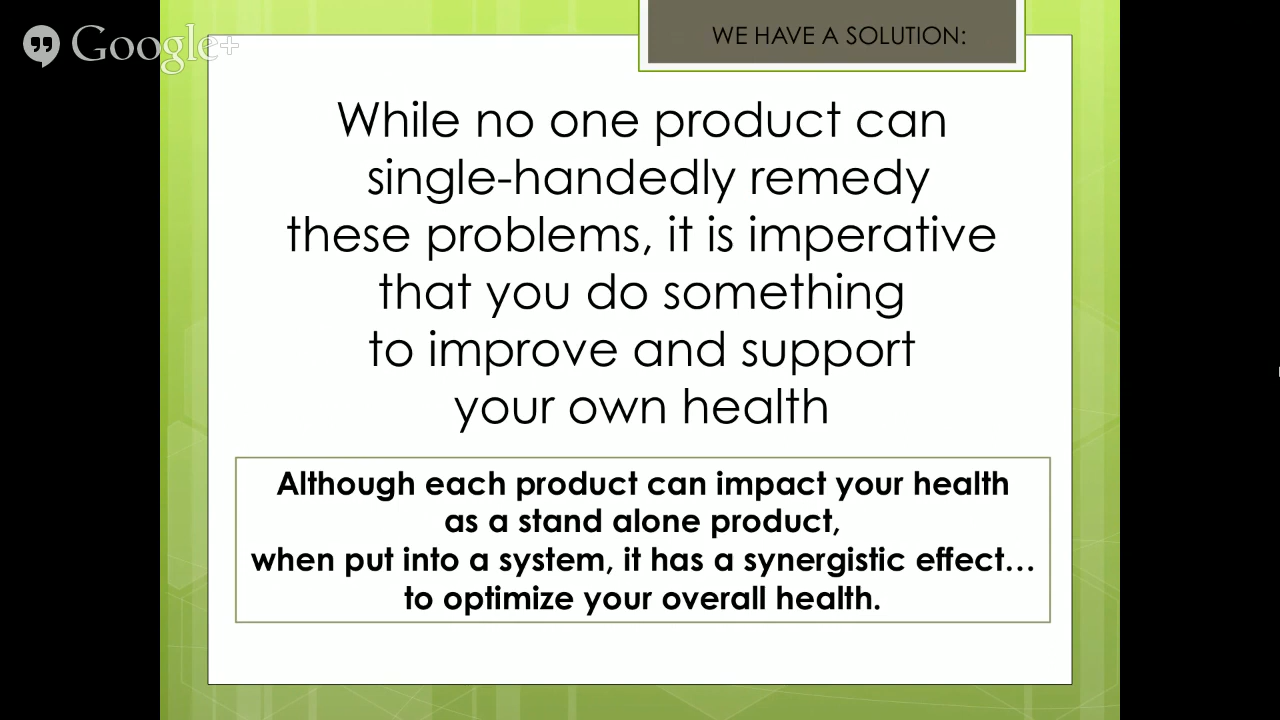 Google+
WE HAVE A SOLUTION:
While no one product can
single-handedly remedy
these problems, it is imperative
that you do something
to improve and support
your own health
Although each product can impact your health
as a stand alone product,
when put into a system, it has a synergistic effect…
to optimize your overall health.